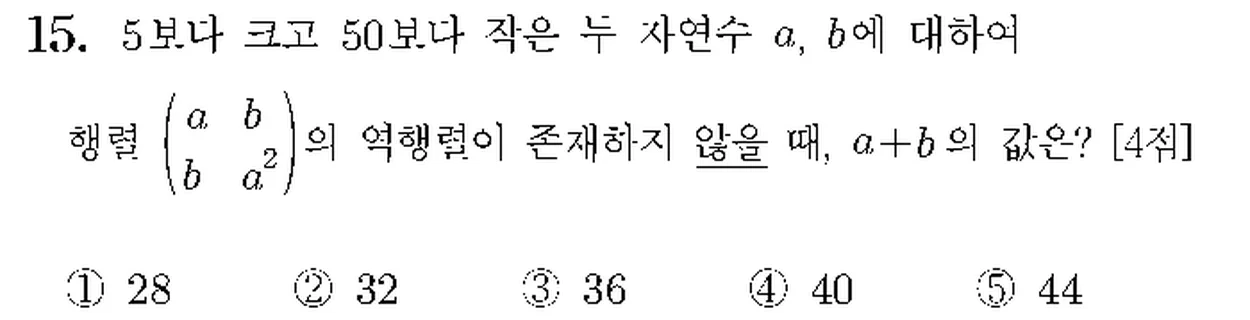 15. 5보다 크고 50보다 작은 두 자연수 a, b에 대하여
행렬 (a b
b a²)의 역행렬이 존재하지 않을 때, a+b의 값은? [4점]
① 28 ② 32 ③ 36 ④ 40 ⑤ 44